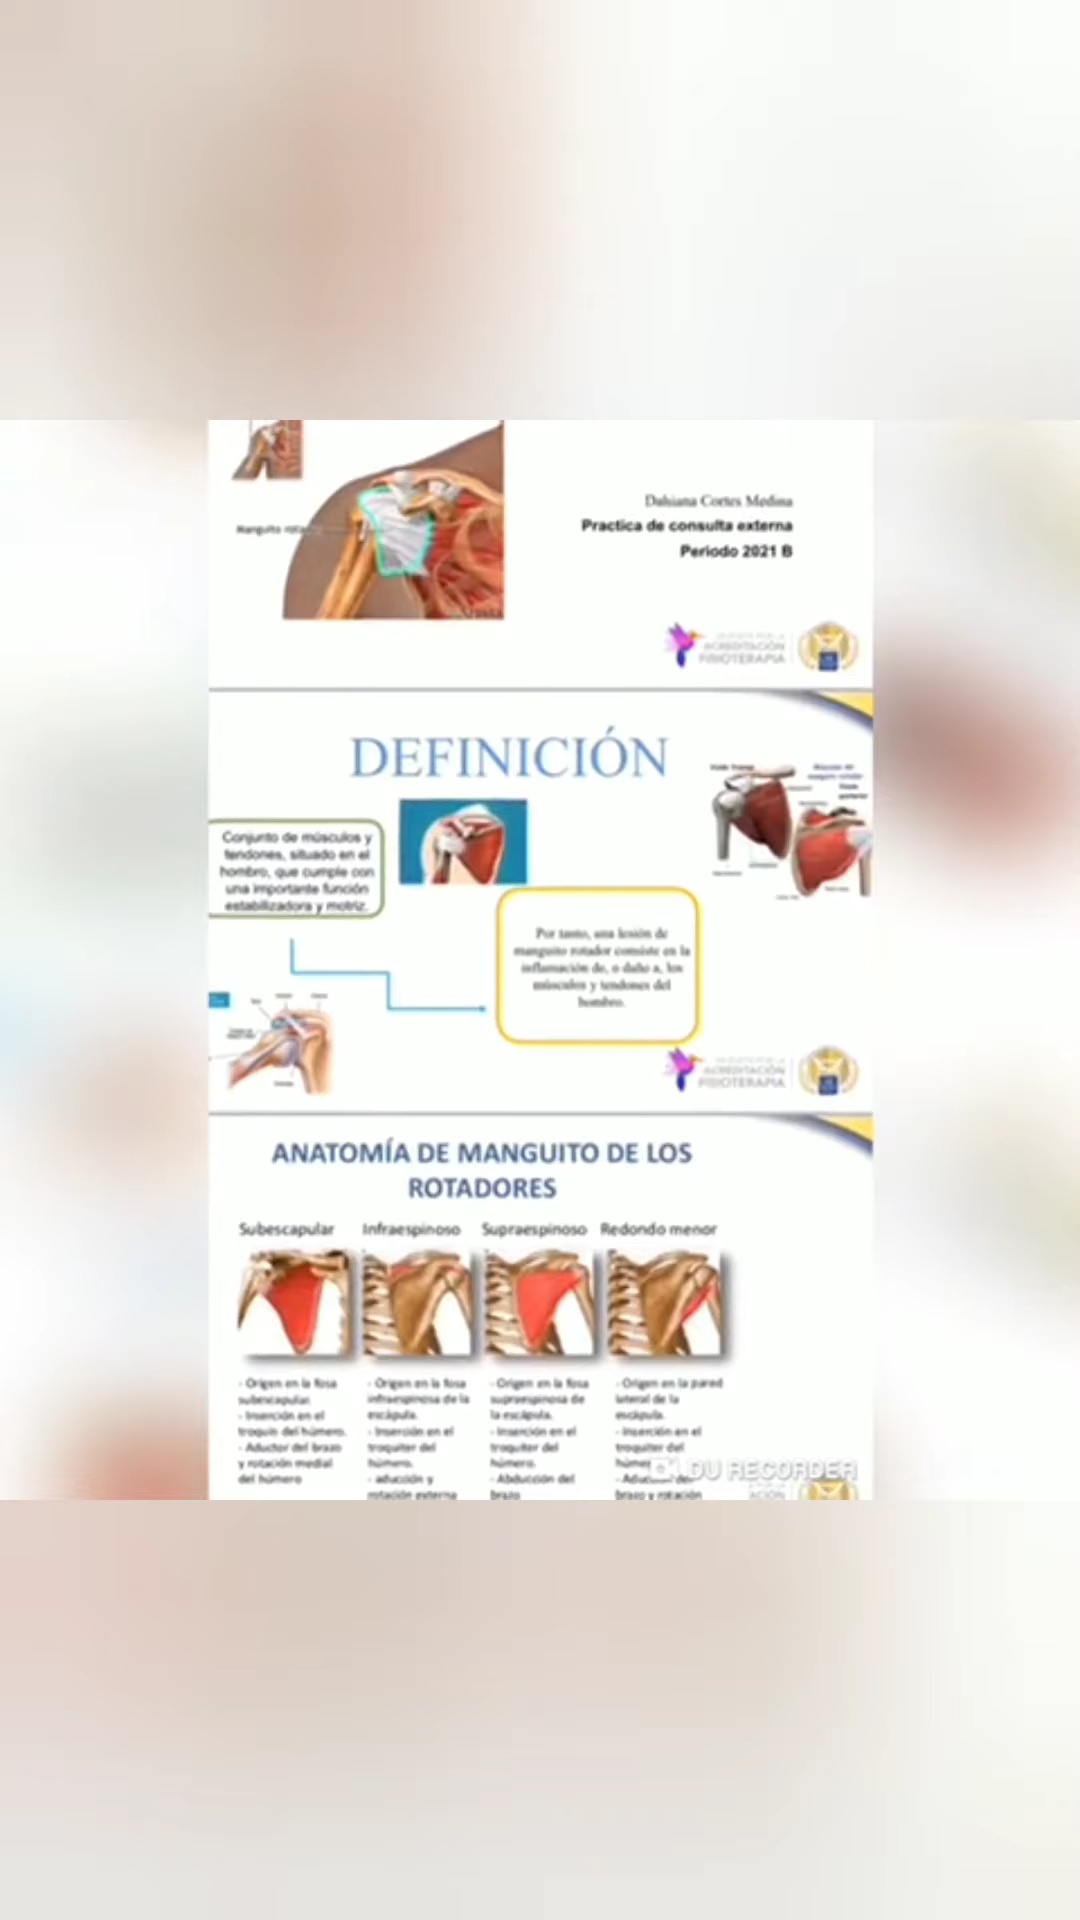 Manguito rota
Dahiana Cortes Medina
Practica de consulta externa
Periodo 2021 B
ACREDITACIÓN
FISIOTERAPIA
DEFINICIÓN
Conjunto de músculos y
tendones, situado en el
hombro, que cumple con
una importante función
estabilizadora y motriz.
Por tanto, una lesión de
manguito rotador consiste en la
inflamación de, o daño a, los
músculos y tendones del
hombro.
ACREDITACIÓN
FISIOTERAPIA
ANATOMÍA DE MANGUITO DE LOS
ROTADORES
Subescapular
- Origen en la fosa
subescapular.
- Inserción en el
troquín del húmero.
- Aductor del brazo
y rotación medial
del húmero
Infraespinoso
- Origen en la fosa
infraespinosa de la
escápula.
- Inserción en el
troquiter del
húmero.
- aducción y
rotación externa
Supraespinoso
- Origen en la fosa
supraespinosa de
la escápula.
- Inserción en el
troquiter del
húmero.
- Abducción del
brazo
Redondo menor
- Origen en la pared
lateral de la
escápula.
- Inserción en el
troquiter del
brazo y rotación
DU RECORDER